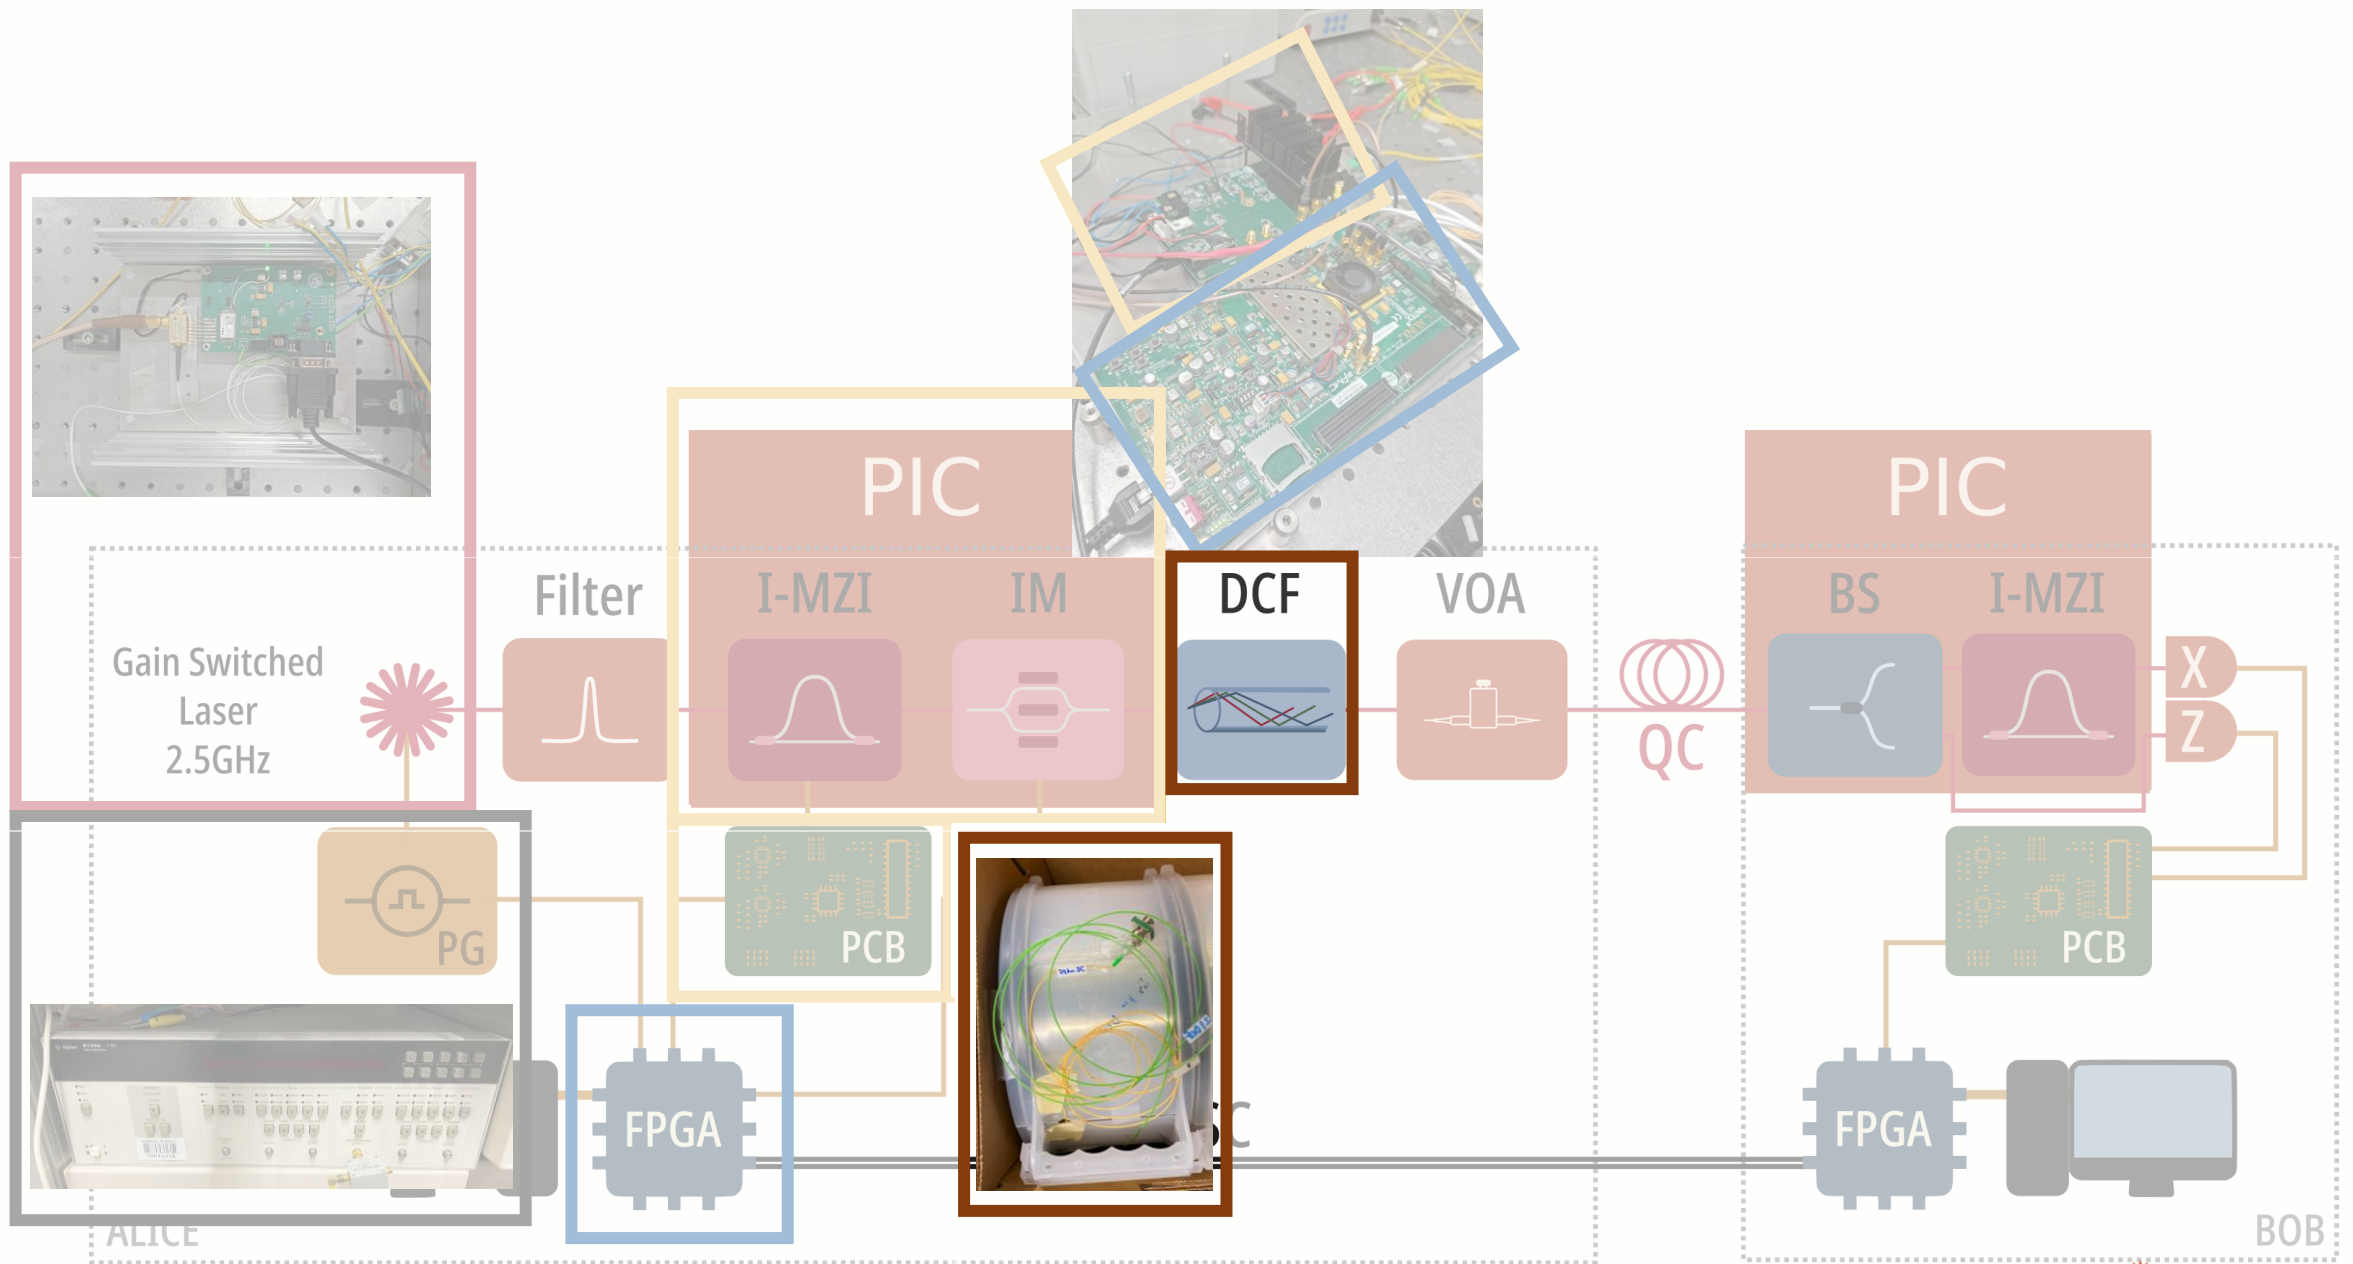 PIC
PIC
Filter
I-MZI
IM
DCF
VOA
BS
I-MZI
Gain Switched
Laser
2.5GHz
QC
X
Z
PG
PCB
PCB
FPGA
FPGA
ALICE
BOB